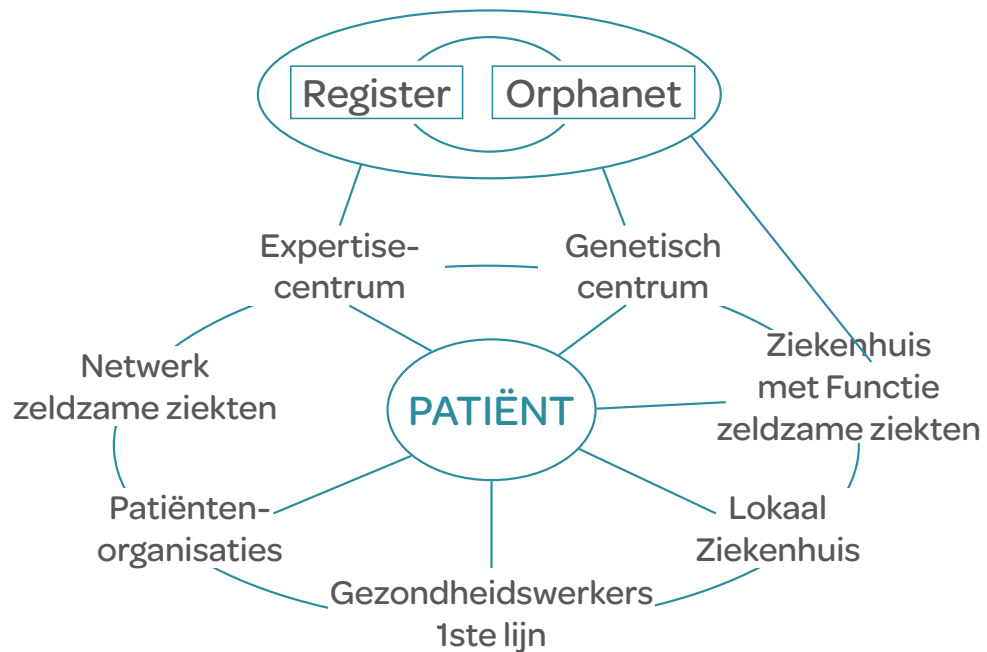 Register
Orphanet
Expertise-
centrum
Genetisch
centrum
Netwerk
zeldzame ziekten
PATIËNT
Ziekenhuis
met Functie
zeldzame ziekten
Patiënten-
organisaties
Lokaal
Ziekenhuis
Gezondheidswerkers
1ste lijn